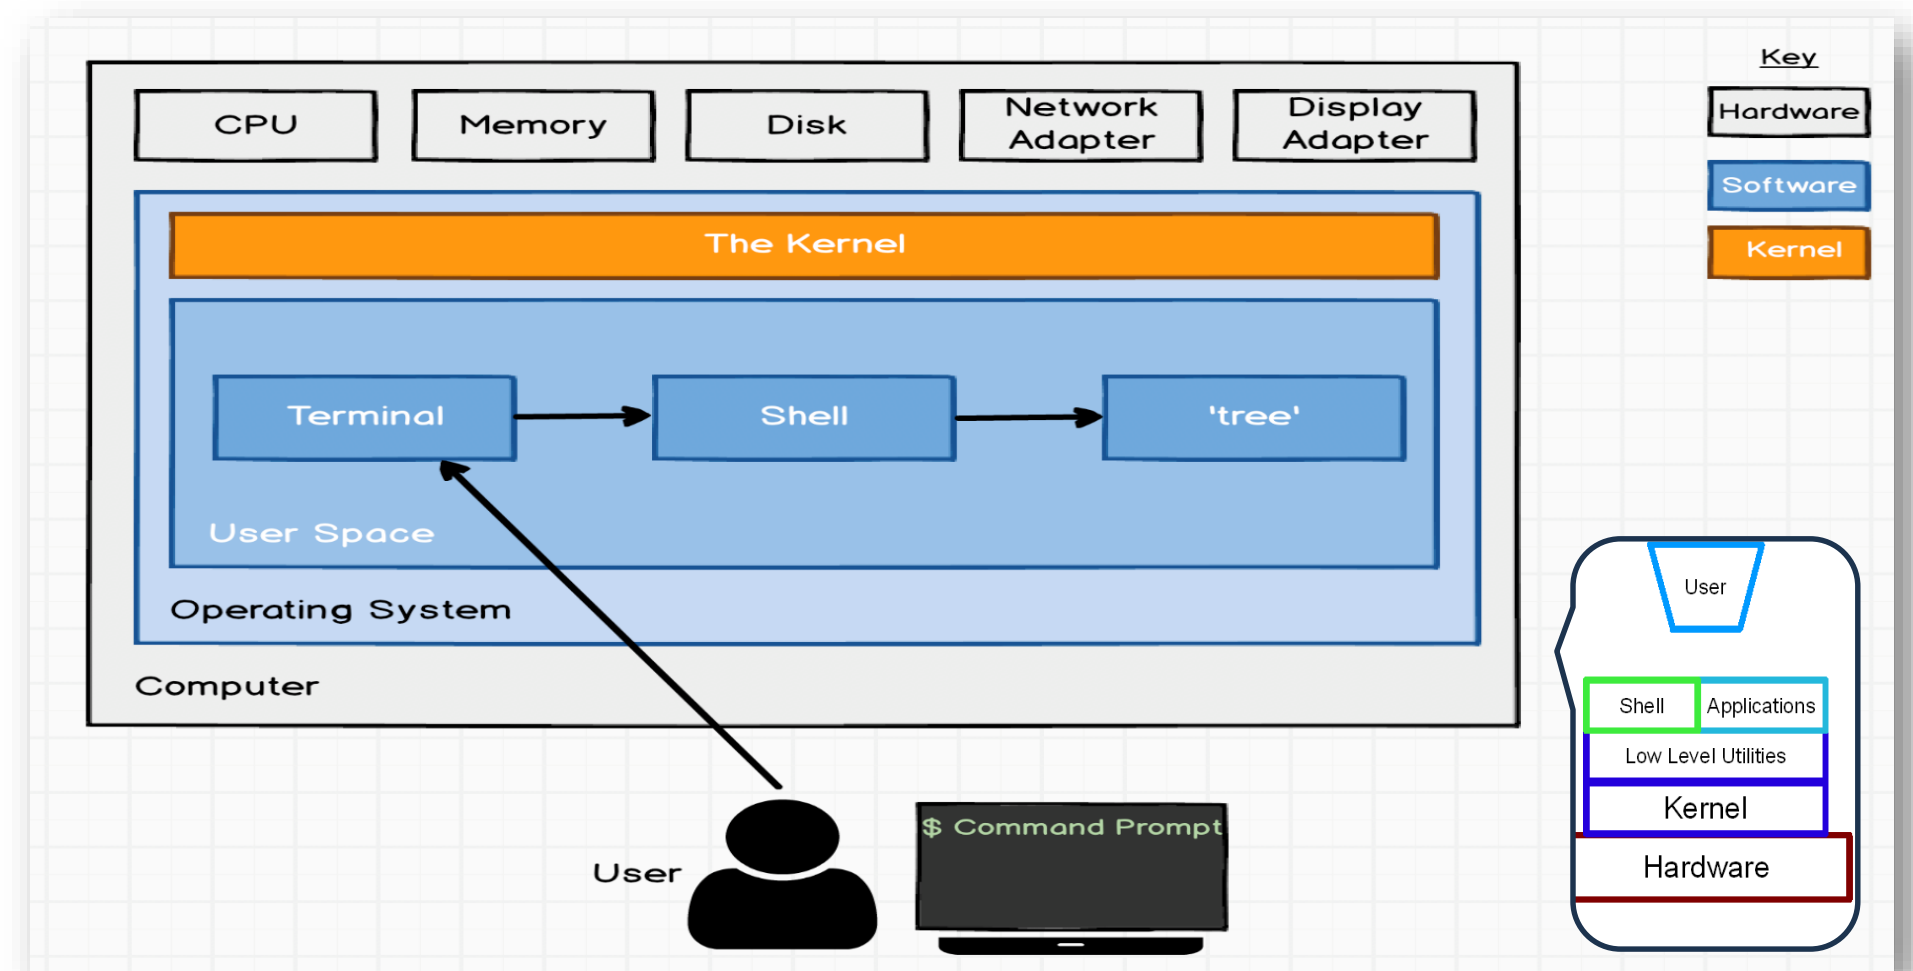 Key
CPU
Memory
Disk
Network
Adapter
Display
Adapter
Hardware
Software
Kernel
The Kernel
Terminal
Shell
'tree'
User Space
Operating System
Computer
User
$ Command Prompt
User
Shell
Applications
Low Level Utilities
Kernel
Hardware